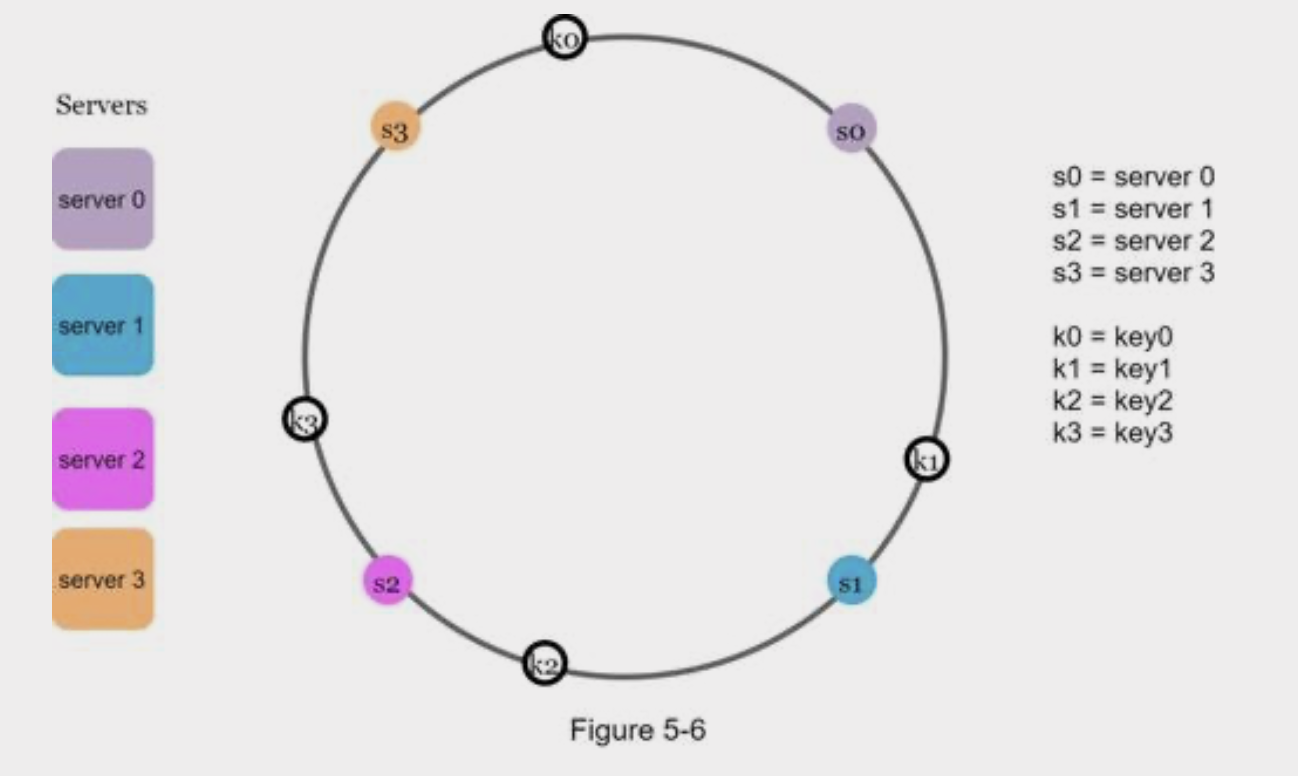 Servers
server 0
server 1
server 2
server 3
k0
s3
s0
k3
k1
s2
s1
k2
s0 = server 0
s1 = server 1
s2 = server 2
s3 = server 3
k0 = key0
k1 = key1
k2 = key2
k3 = key3
Figure 5-6